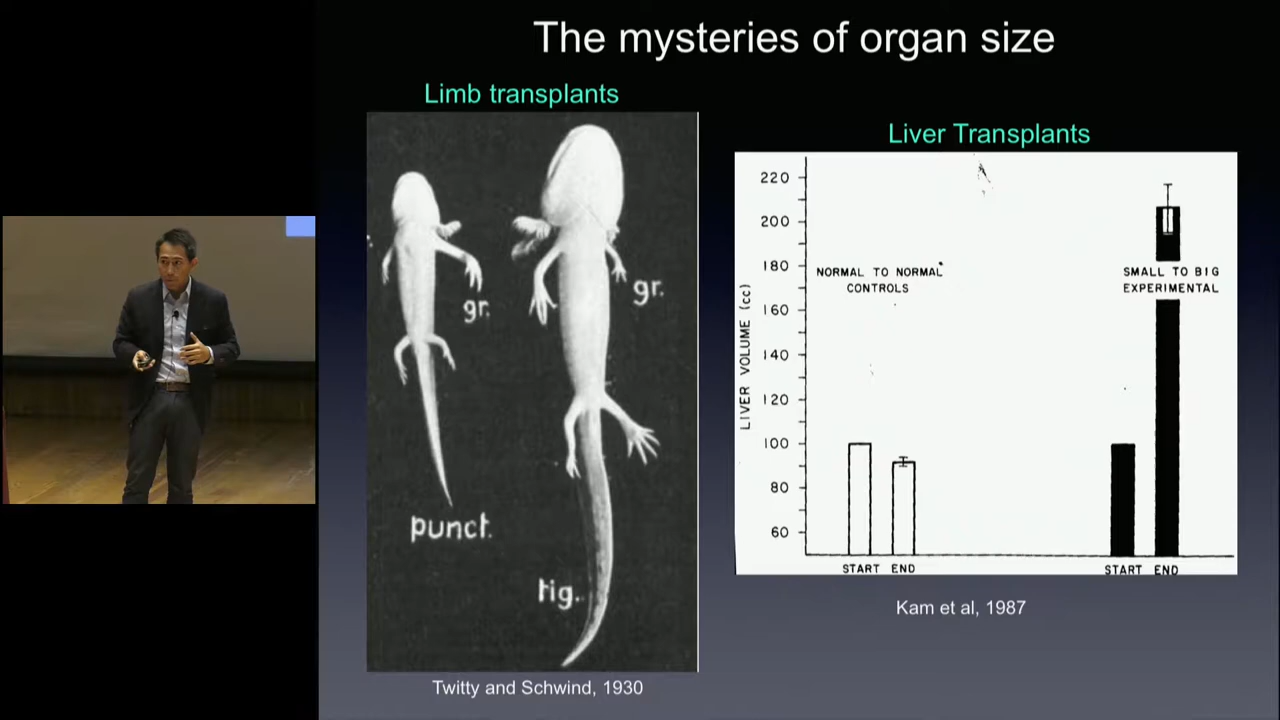 The mysteries of organ size
Limb transplants
gr.
gr.
punct.
tig.
Twitty and Schwind, 1930
Liver Transplants
LIVER VOLUME (cc)
220
200
180
160
140
120
100
80
60
NORMAL TO NORMAL
CONTROLS
SMALL TO BIG
EXPERIMENTAL
START END
START END
Kam et al, 1987